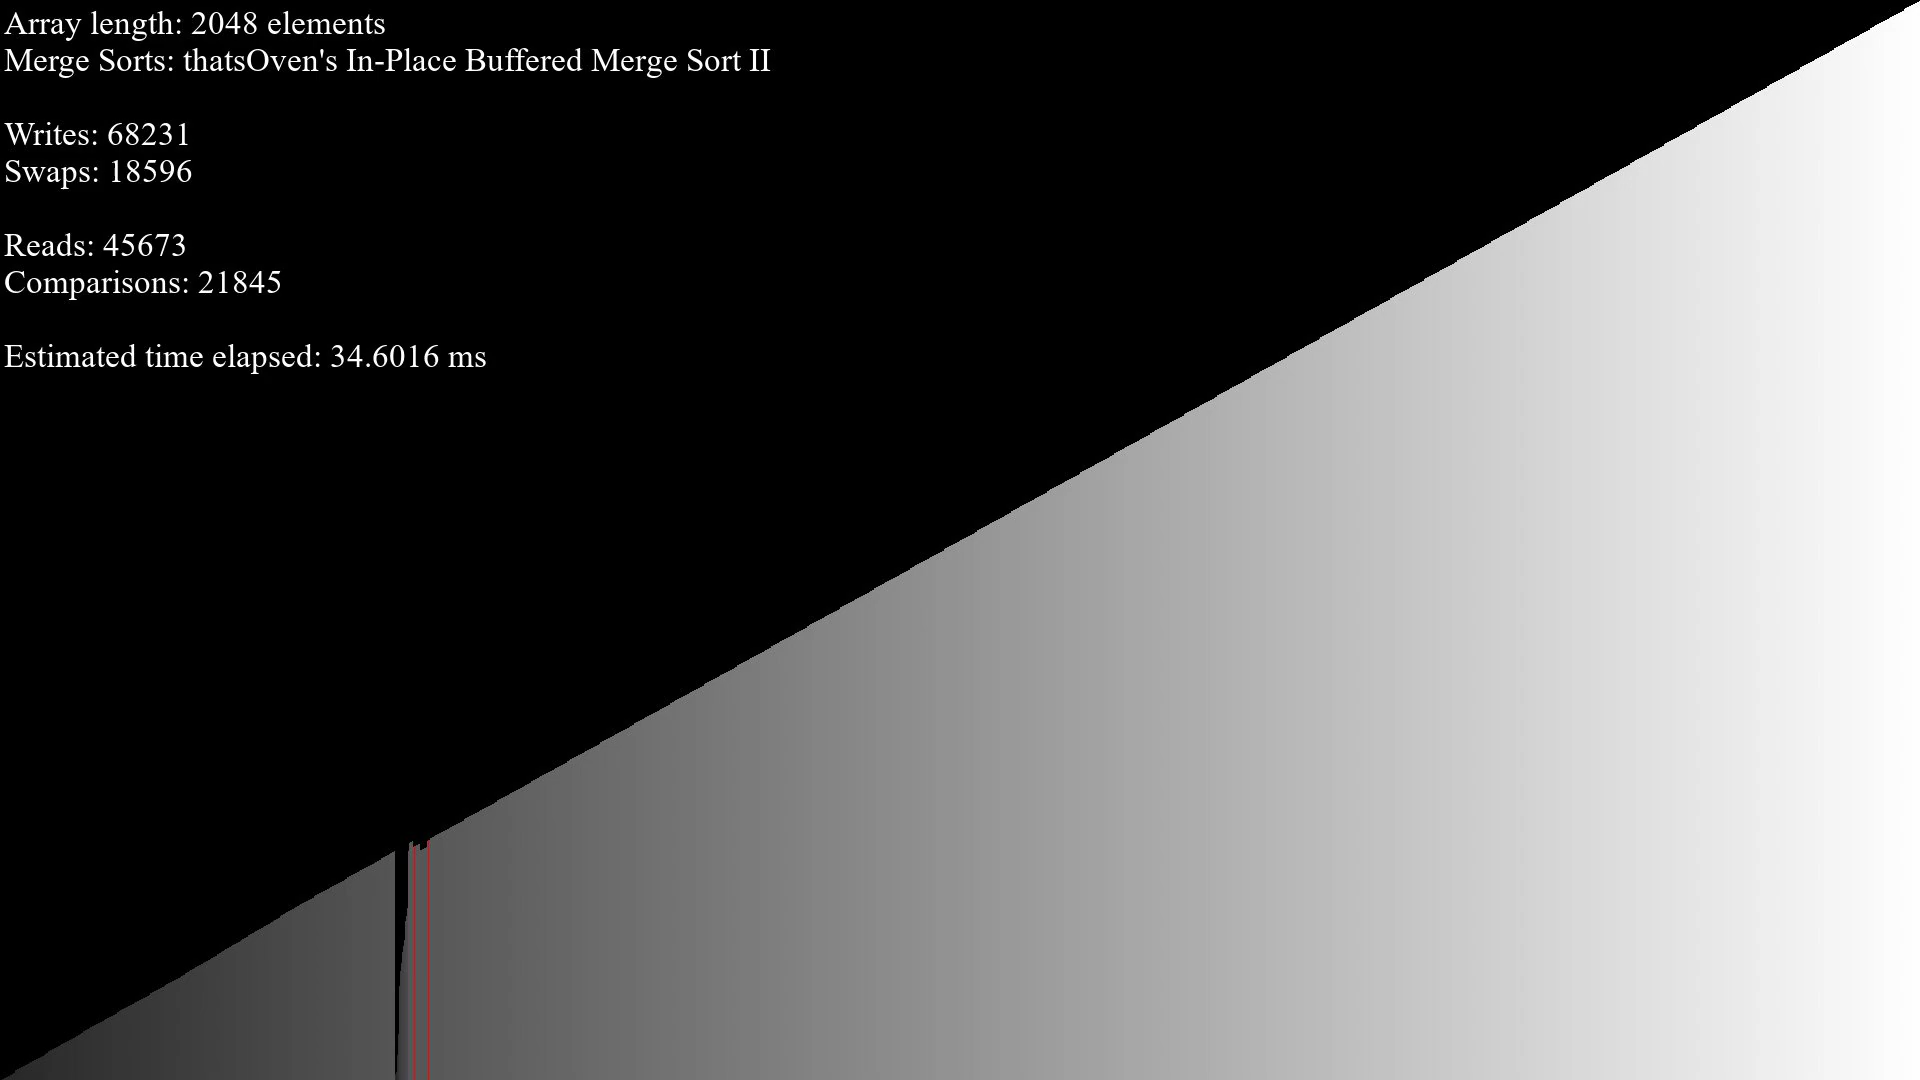 Array length: 2048 elements
Merge Sorts: thatsOven's In-Place Buffered Merge Sort II
Writes: 68231
Swaps: 18596
Reads: 45673
Comparisons: 21845
Estimated time elapsed: 34.6016 ms